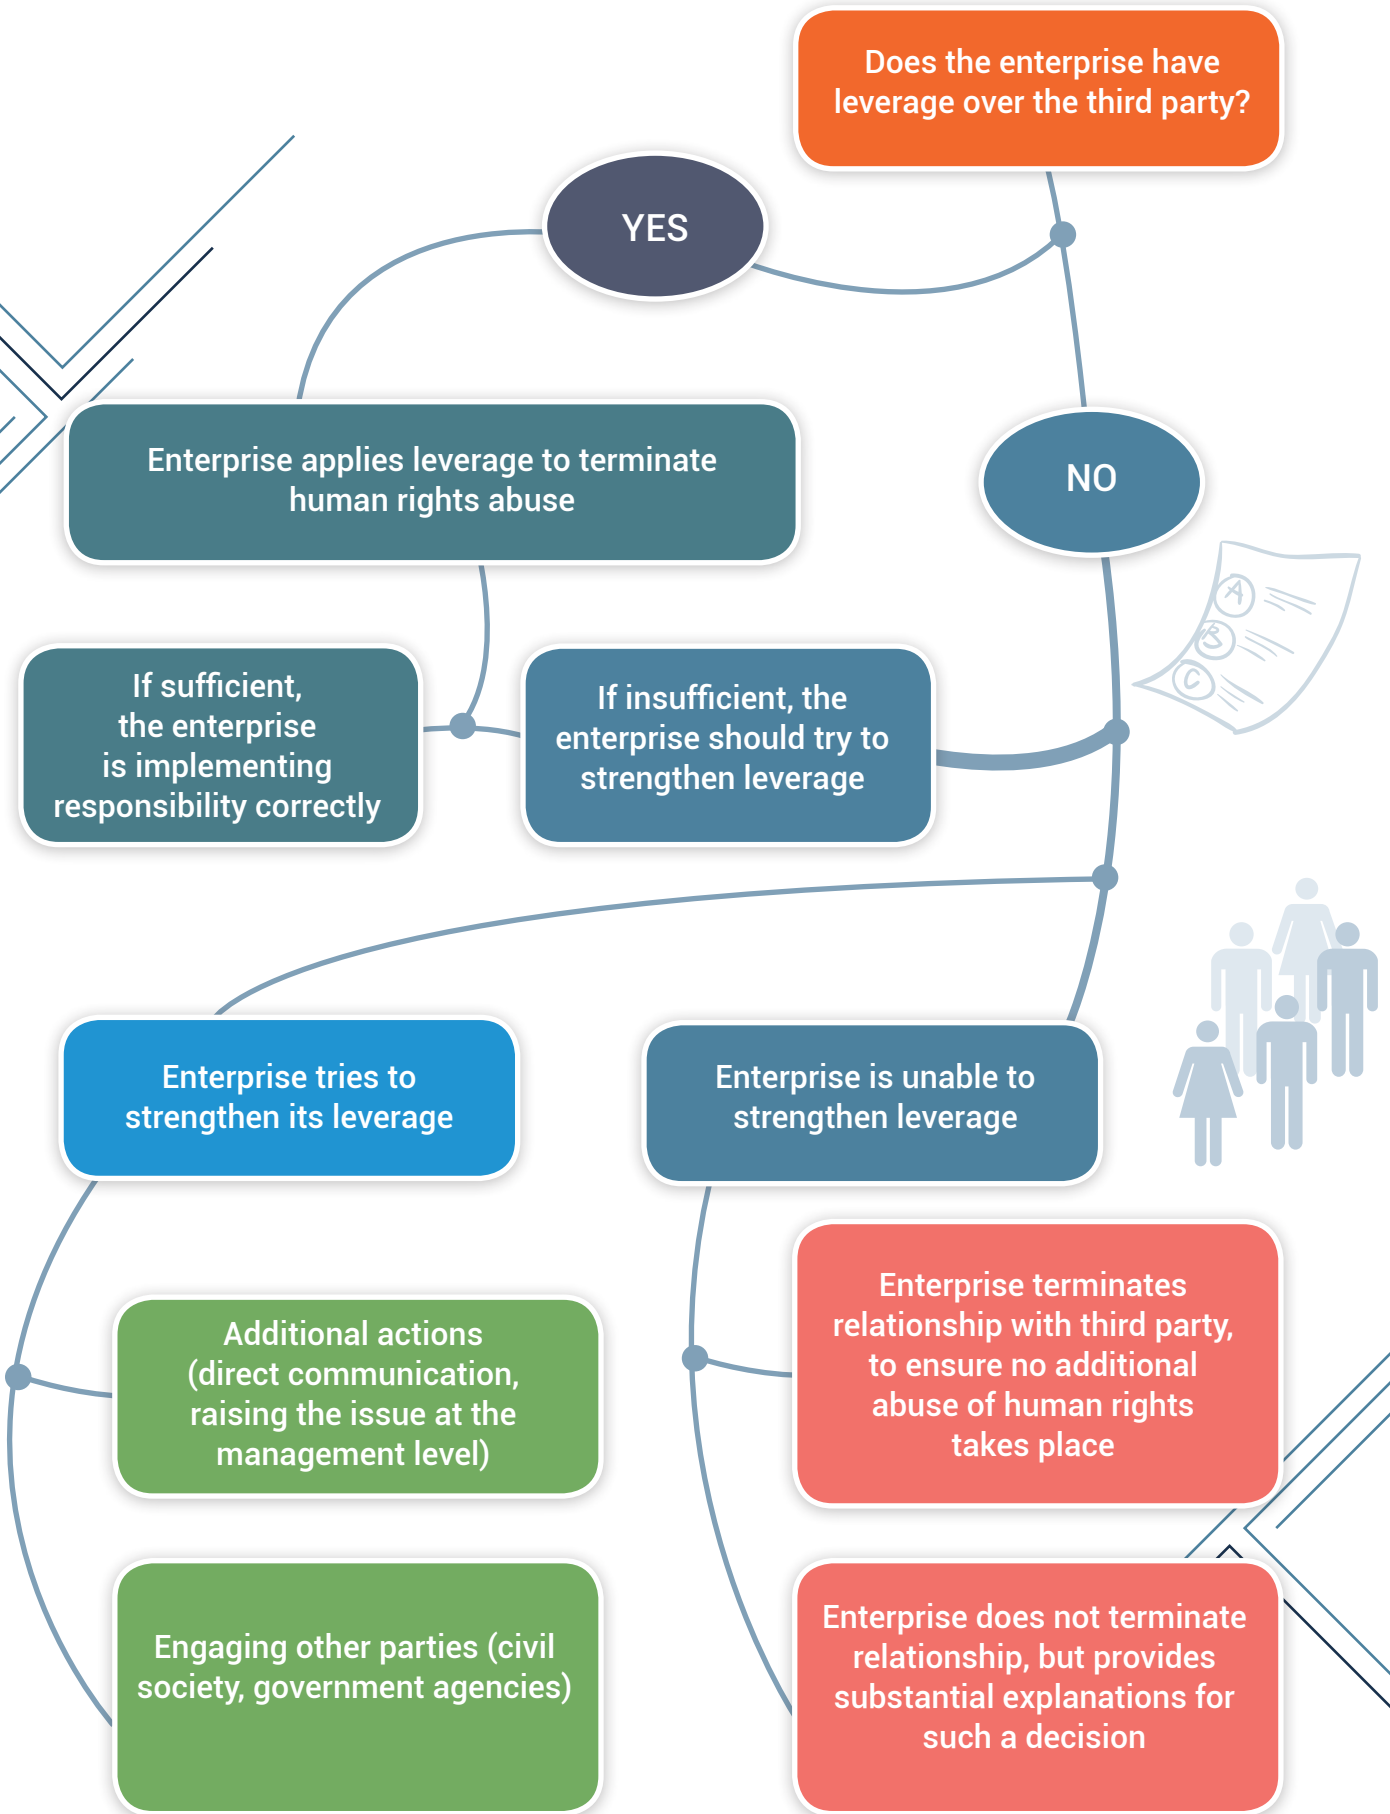 Does the enterprise have
leverage over the third party?
YES
NO
Enterprise applies leverage to terminate
human rights abuse
A
B
C
If sufficient,
the enterprise
is implementing
responsibility correctly
If insufficient, the
enterprise should try to
strengthen leverage
Enterprise tries to
strengthen its leverage
Enterprise is unable to
strengthen leverage
Additional actions
(direct communication,
raising the issue at the
management level)
Enterprise terminates
relationship with third party,
to ensure no additional
abuse of human rights
takes place
Engaging other parties (civil
society, government agencies)
Enterprise does not terminate
relationship, but provides
substantial explanations for
such a decision